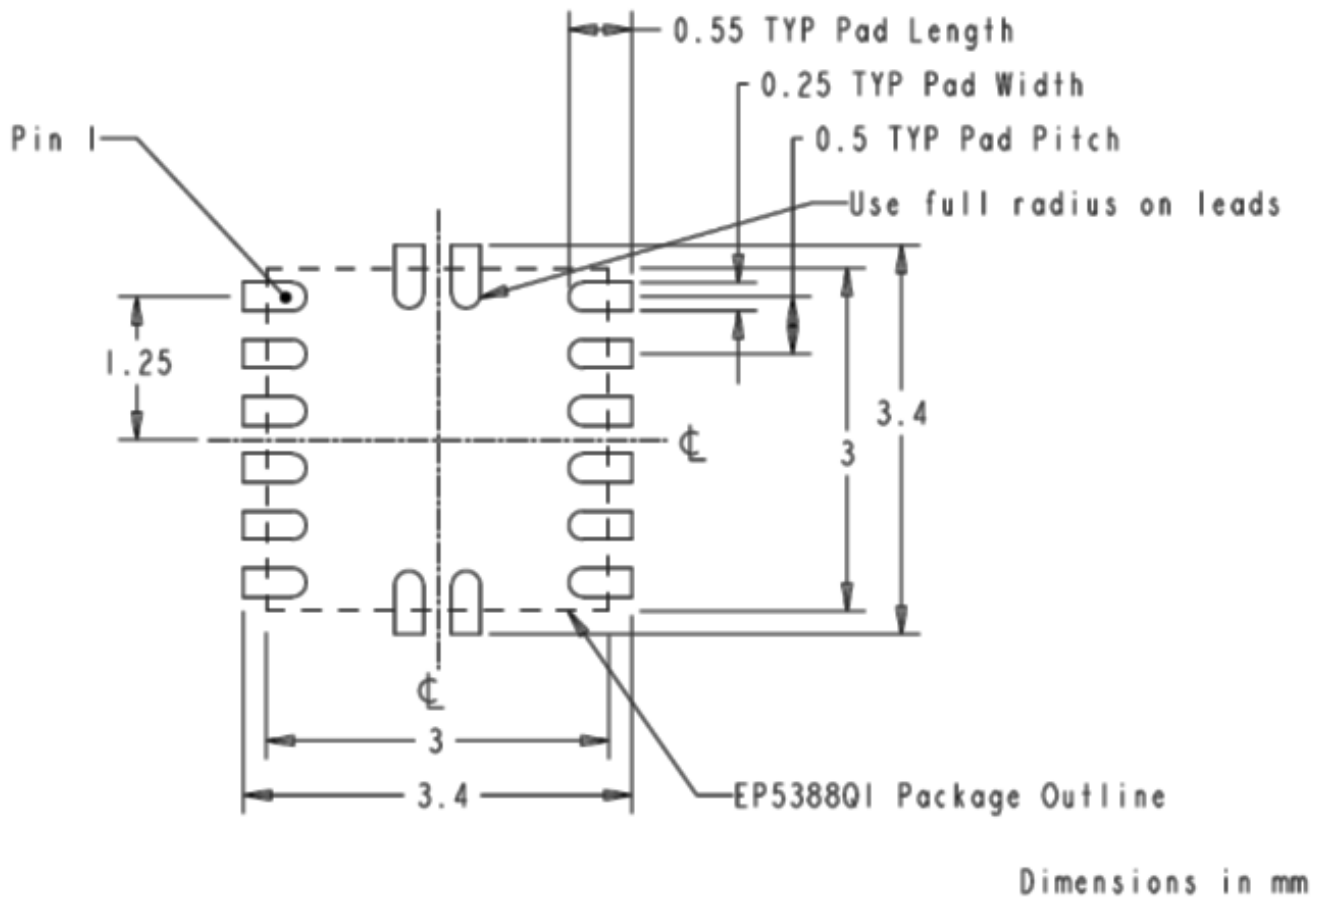 0.55 TYP Pad Length
0.25 TYP Pad Width
Pin 1
0.5 TYP Pad Pitch
Use full radius on leads
1.25
3.4
3
℄
℄
3
3.4
EP5388QI Package Outline
Dimensions in mm